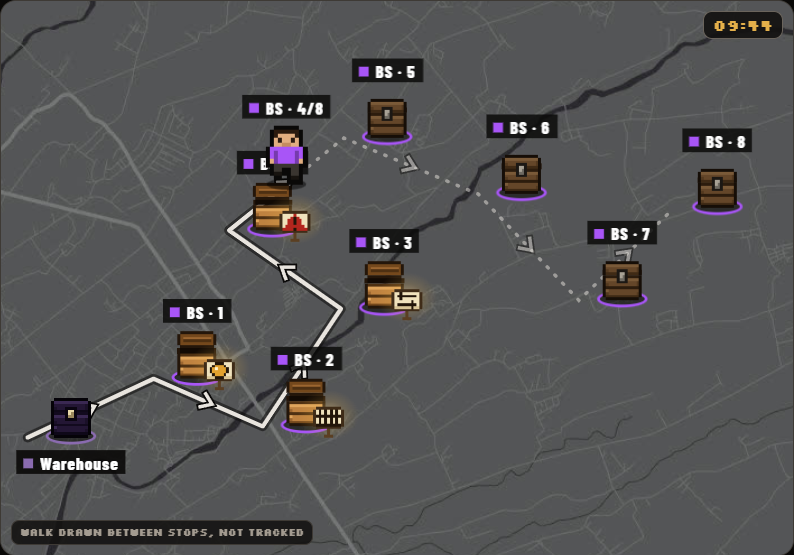 09:44
BS · 5
BS · 4/8
BS · 6
BS · 8
BS · 7
BS · 3
BS · 1
BS · 2
Warehouse
WALK DRAWN BETWEEN STOPS, NOT TRACKED